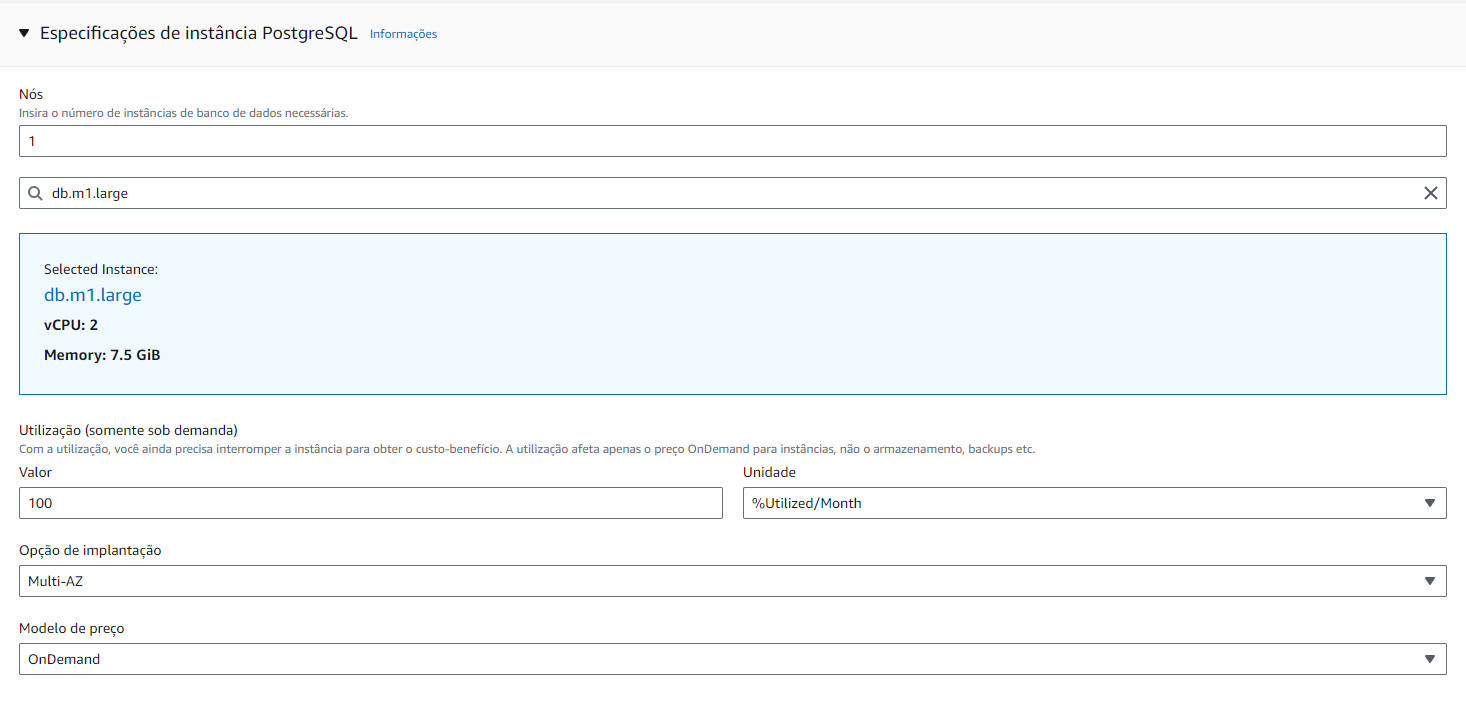 Especificações de instância PostgreSQL Informações
Nós
Insira o número de instâncias de banco de dados necessárias.
1
db.m1.large
Selected Instance:
db.m1.large
vCPU: 2
Memory: 7.5 GiB
Utilização (somente sob demanda)
Com a utilização, você ainda precisa interromper a instância para obter o custo-benefício. A utilização afeta apenas o preço OnDemand para instâncias, não o armazenamento, backups etc.
Valor Unidade
100 %Utilized/Month
Opção de implantação
Multi-AZ
Modelo de preço
OnDemand